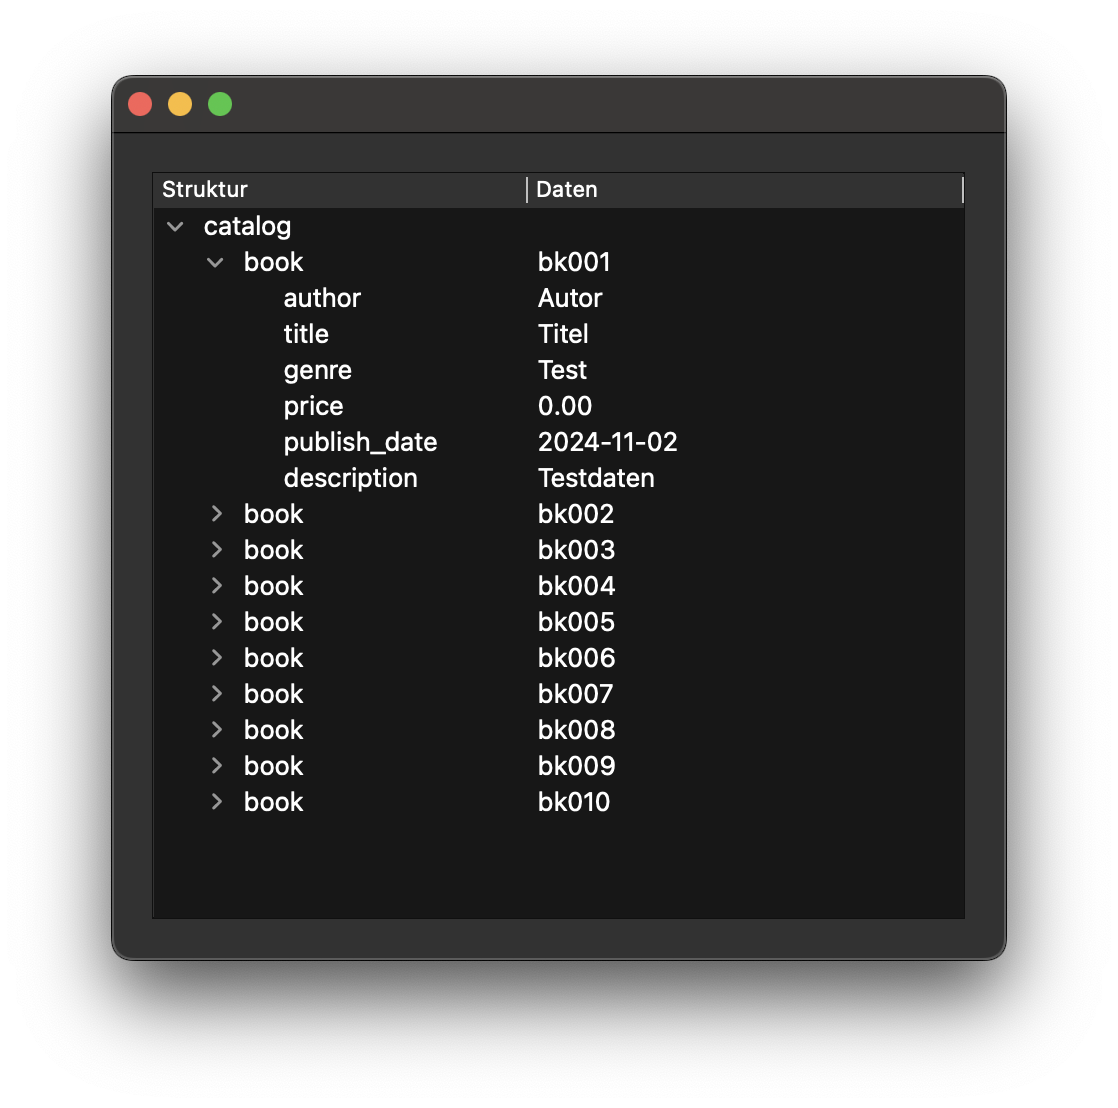 Struktur Daten
catalog
book bk001
author Autor
title Titel
genre Test
price 0.00
publish_date 2024-11-02
description Testdaten
book bk002
book bk003
book bk004
book bk005
book bk006
book bk007
book bk008
book bk009
book bk010